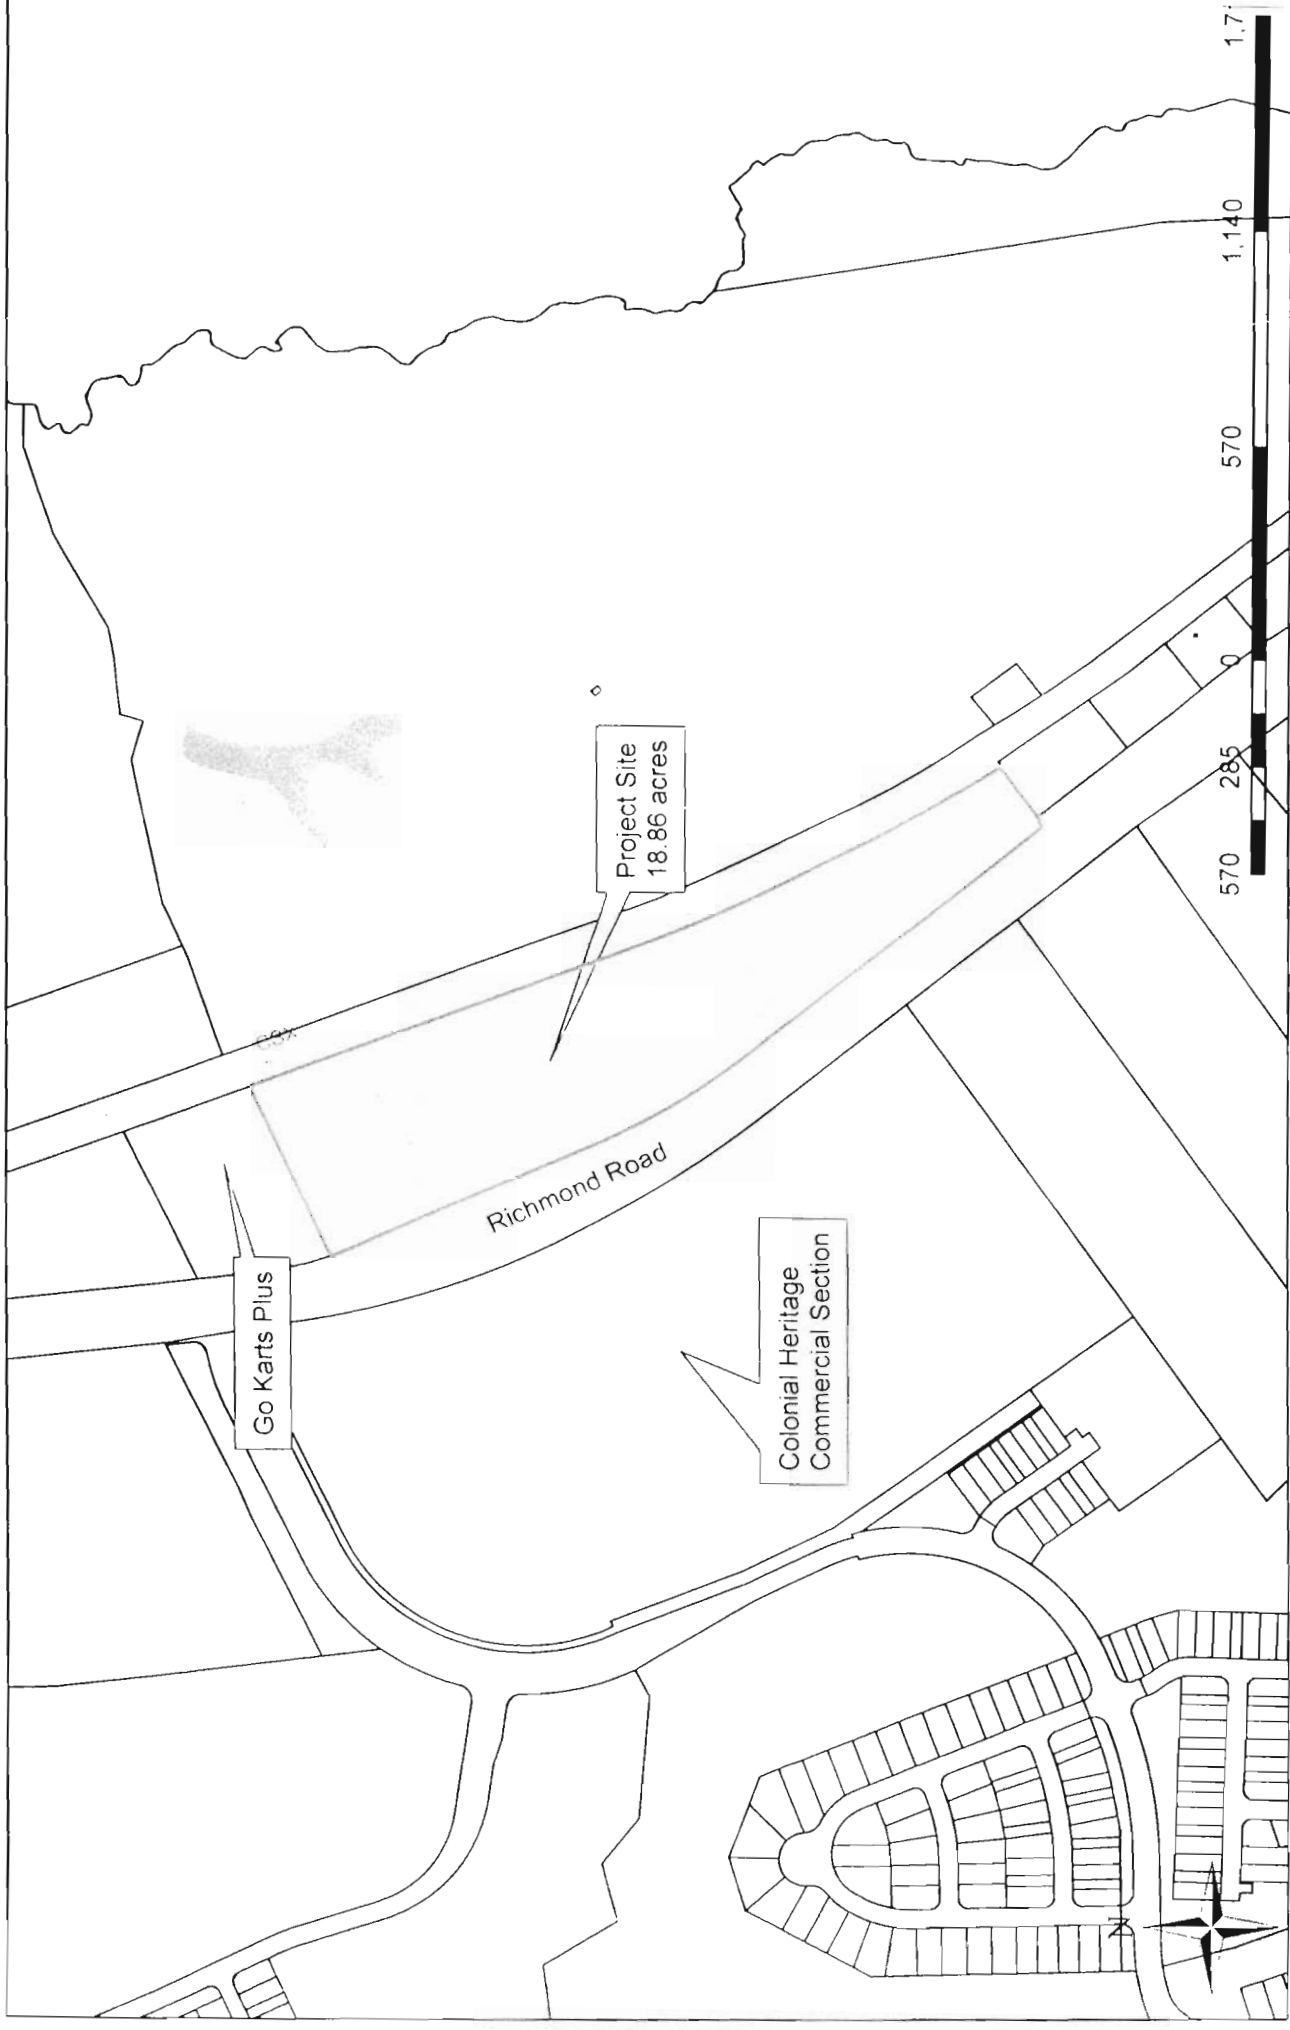 CSX
Go Karts Plus
Project Site
18.86 acres
Richmond Road
Colonial Heritage
Commercial Section
N
570 285 0 570 1,140